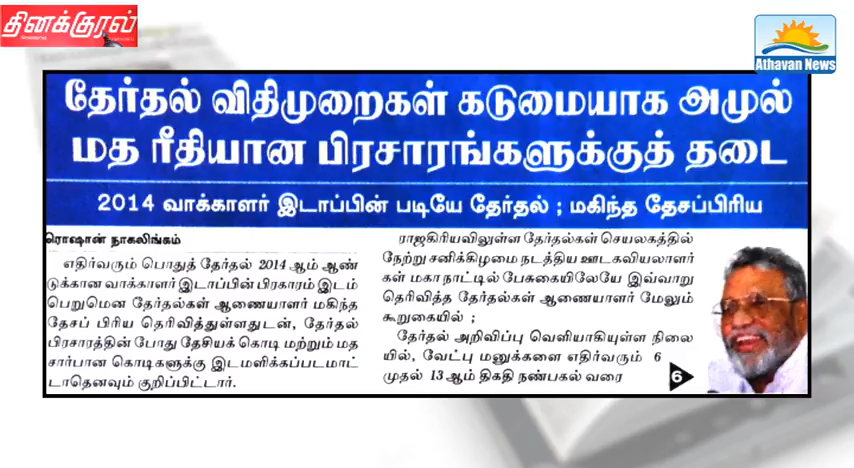 தினக்குரல்
Athavan News
தேர்தல் விதிமுறைகள் கடுமையாக அமுல்
மத ரீதியான பிரசாரங்களுக்குத் தடை
2014 வாக்காளர் இடாப்பின் படியே தேர்தல் ; மகிந்த தேசப்பிரிய
ரொஷான் நாகலிங்கம்
எதிர்வரும் பொதுத் தேர்தல் 2014 ஆம் ஆண்
டுக்கான வாக்காளர் இடாப்பின் பிரகாரம் இடம்
பெறுமென தேர்தல்கள் ஆணையாளர் மகிந்த
தேசப் பிரிய தெரிவித்துள்ளதுடன், தேர்தல்
பிரசாரத்தின் போது தேசியக் கொடி மற்றும் மத
சார்பான கொடிகளுக்கு இடமளிக்கப்படமாட்
டாதெனவும் குறிப்பிட்டார்.
ராஜகிரியவிலுள்ள தேர்தல்கள் செயலகத்தில்
நேற்று சனிக்கிழமை நடத்திய ஊடகவியலாளர்
கள் மகா நாட்டில் பேசுகையிலேயே இவ்வாறு
தெரிவித்த தேர்தல்கள் ஆணையாளர் மேலும்
கூறுகையில் ;
தேர்தல் அறிவிப்பு வெளியாகியுள்ள நிலை
யில், வேட்பு மனுக்களை எதிர்வரும் 6
முதல் 13 ஆம் திகதி நண்பகல் வரை
6